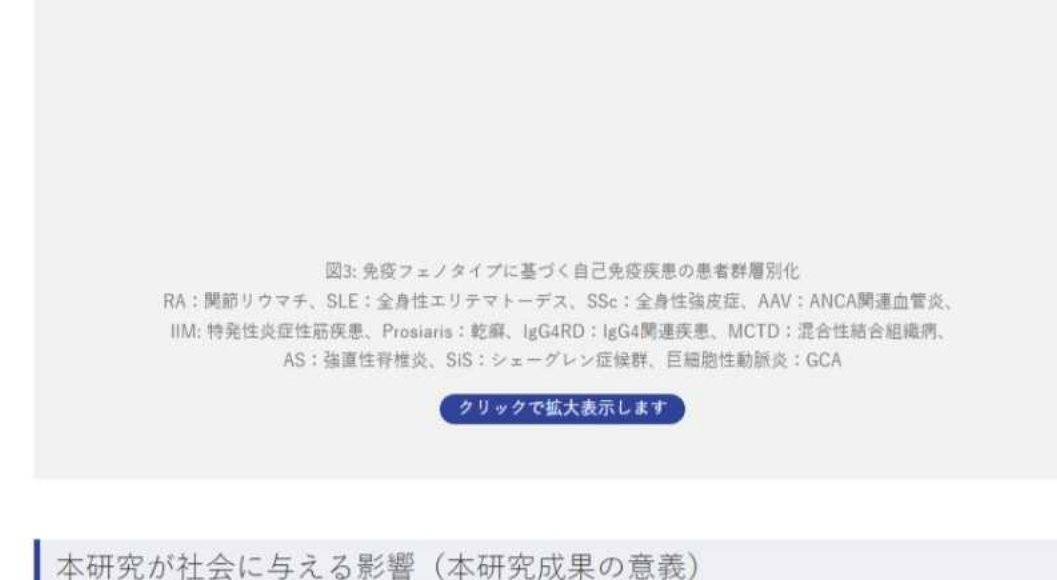 図3: 免疫フェノタイプに基づく自己免疫疾患の患者群層別化
RA：関節リウマチ、SLE：全身性エリテマトーデス、SSc：全身性強皮症、AAV：ANCA関連血管炎、
IIM: 特発性炎症性筋疾患、Prosiaris：乾癬、IgG4RD：IgG4関連疾患、MCTD：混合性結合組織病、
AS：強直性脊椎炎、SiS：シェーグレン症候群、巨細胞性動脈炎：GCA
クリックで拡大表示します
本研究が社会に与える影響（本研究成果の意義）